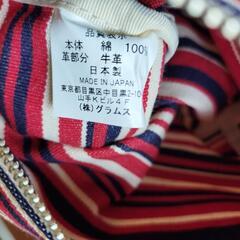 品質表示
本体 綿 100%
革部分 牛革
日本製
MADE IN JAPAN
東京都目黒区中目黒2-10
山手Kビル4F
(株)グラムス